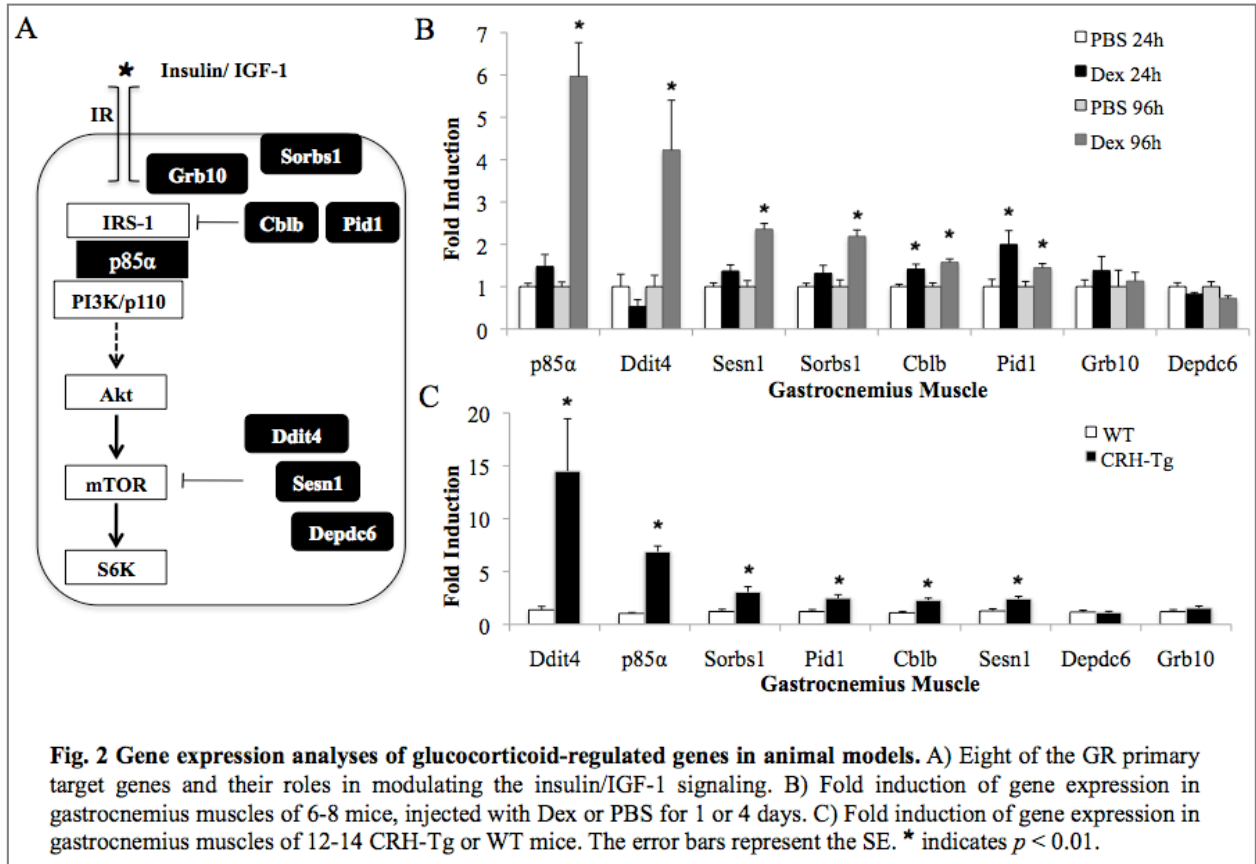 A
Insulin/ IGF-1
IR
Sorbs1
Grb10
IRS-1
Cblb
Pid1
p85α
PI3K/p110
Akt
Ddit4
mTOR
Sesn1
Depdc6
S6K
B
7
6
5
4
3
2
1
0
Fold Induction
*
*
*
*
*
*
*
*
PBS 24h
Dex 24h
PBS 96h
Dex 96h
p85α Ddit4 Sesn1 Sorbs1 Cblb Pid1 Grb10 Depdc6
Gastrocnemius Muscle
C
20
15
10
5
0
Fold Induction
*
*
*
*
*
*
WT
CRH-Tg
Ddit4 p85α Sorbs1 Pid1 Cblb Sesn1 Depdc6 Grb10
Gastrocnemius Muscle
Fig. 2 Gene expression analyses of glucocorticoid-regulated genes in animal models. A) Eight of the GR primary
target genes and their roles in modulating the insulin/IGF-1 signaling. B) Fold induction of gene expression in
gastrocnemius muscles of 6-8 mice, injected with Dex or PBS for 1 or 4 days. C) Fold induction of gene expression in
gastrocnemius muscles of 12-14 CRH-Tg or WT mice. The error bars represent the SE. * indicates p < 0.01.